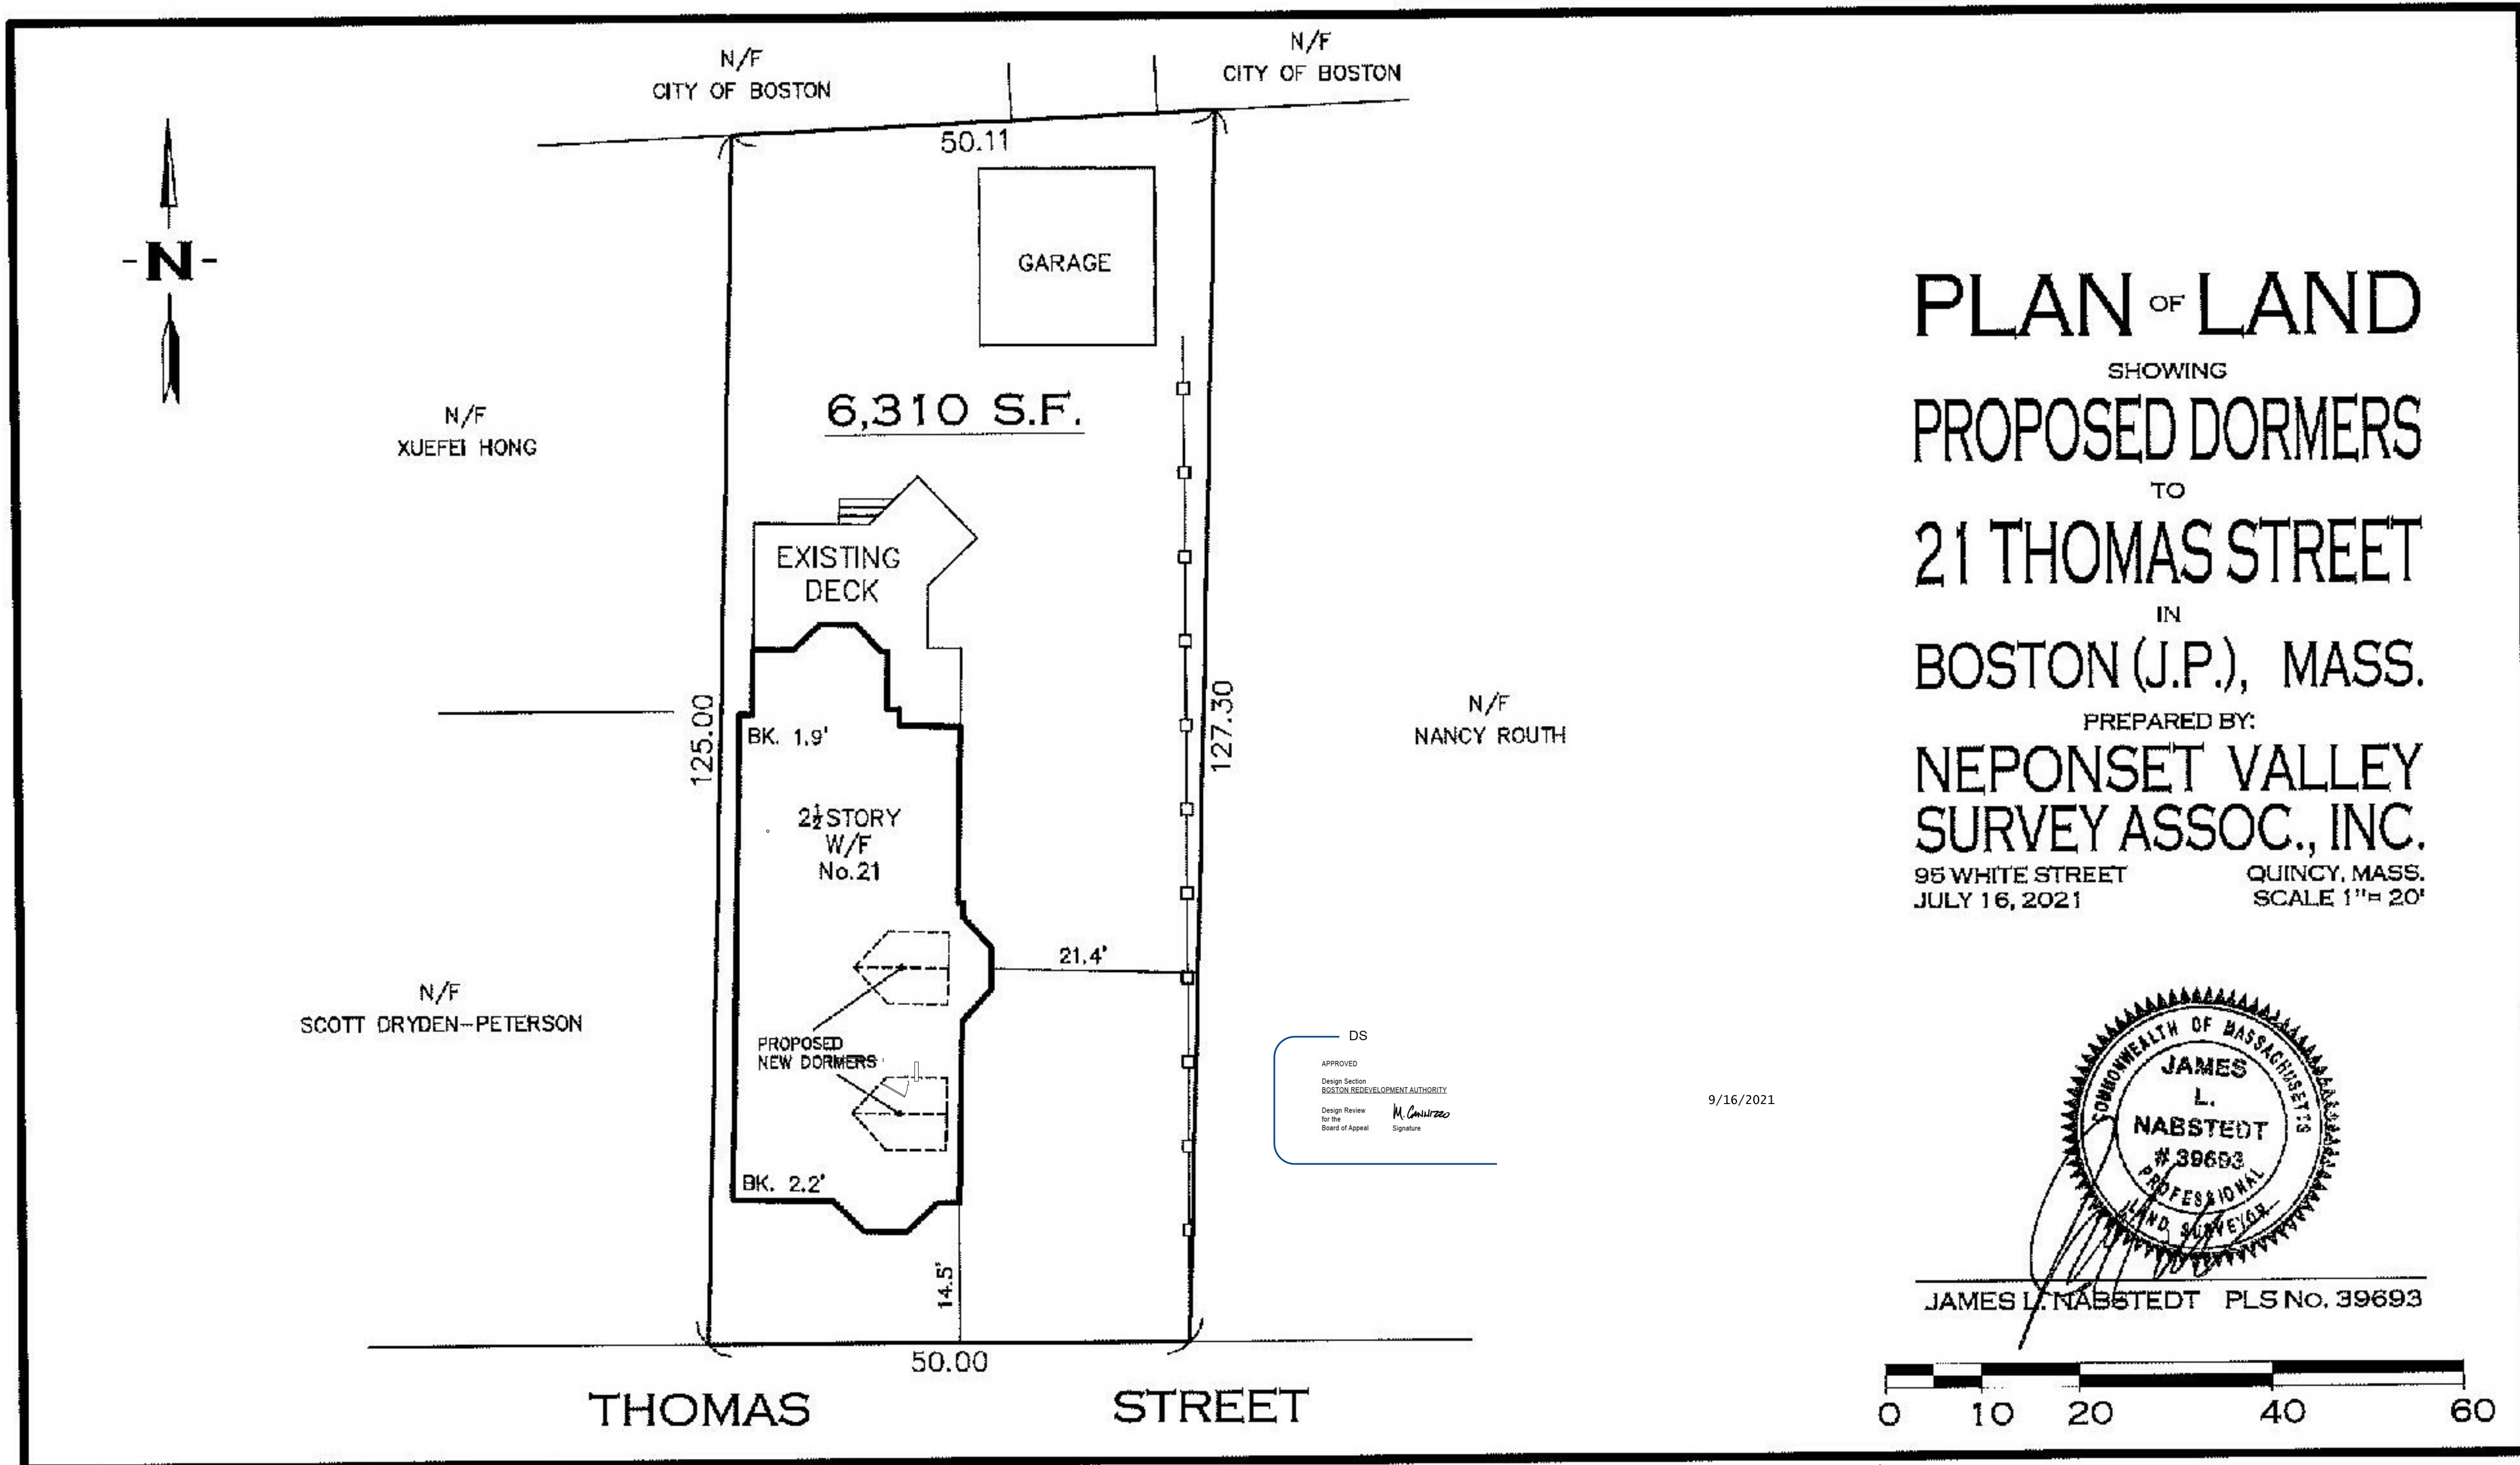 N/F
CITY OF BOSTON
N/F
CITY OF BOSTON
50.11
-N-
GARAGE
6,310 S.F.
N/F
XUEFEI HONG
EXISTING
DECK
125.00
127.30
BK. 1.9'
N/F
NANCY ROUTH
2½ STORY
W/F
No.21
21.4'
N/F
SCOTT DRYDEN-PETERSON
PROPOSED
NEW DORMERS
BK. 2.2'
14.5'
50.00
THOMAS STREET
DS
APPROVED
Design Section
BOSTON REDEVELOPMENT AUTHORITY
Design Review
for the
Board of Appeal
M. Cannizzo
Signature
9/16/2021
PLAN OF LAND
SHOWING
PROPOSED DORMERS
TO
21 THOMAS STREET
IN
BOSTON (J.P.), MASS.
PREPARED BY:
NEPONSET VALLEY
SURVEY ASSOC., INC.
95 WHITE STREET QUINCY, MASS.
JULY 16, 2021 SCALE 1"= 20'
COMMONWEALTH OF MASSACHUSETTS
JAMES
L.
NABSTEDT
# 39693
PROFESSIONAL
LAND SURVEYOR
JAMES L. NABSTEDT PLS No. 39693
0 10 20 40 60